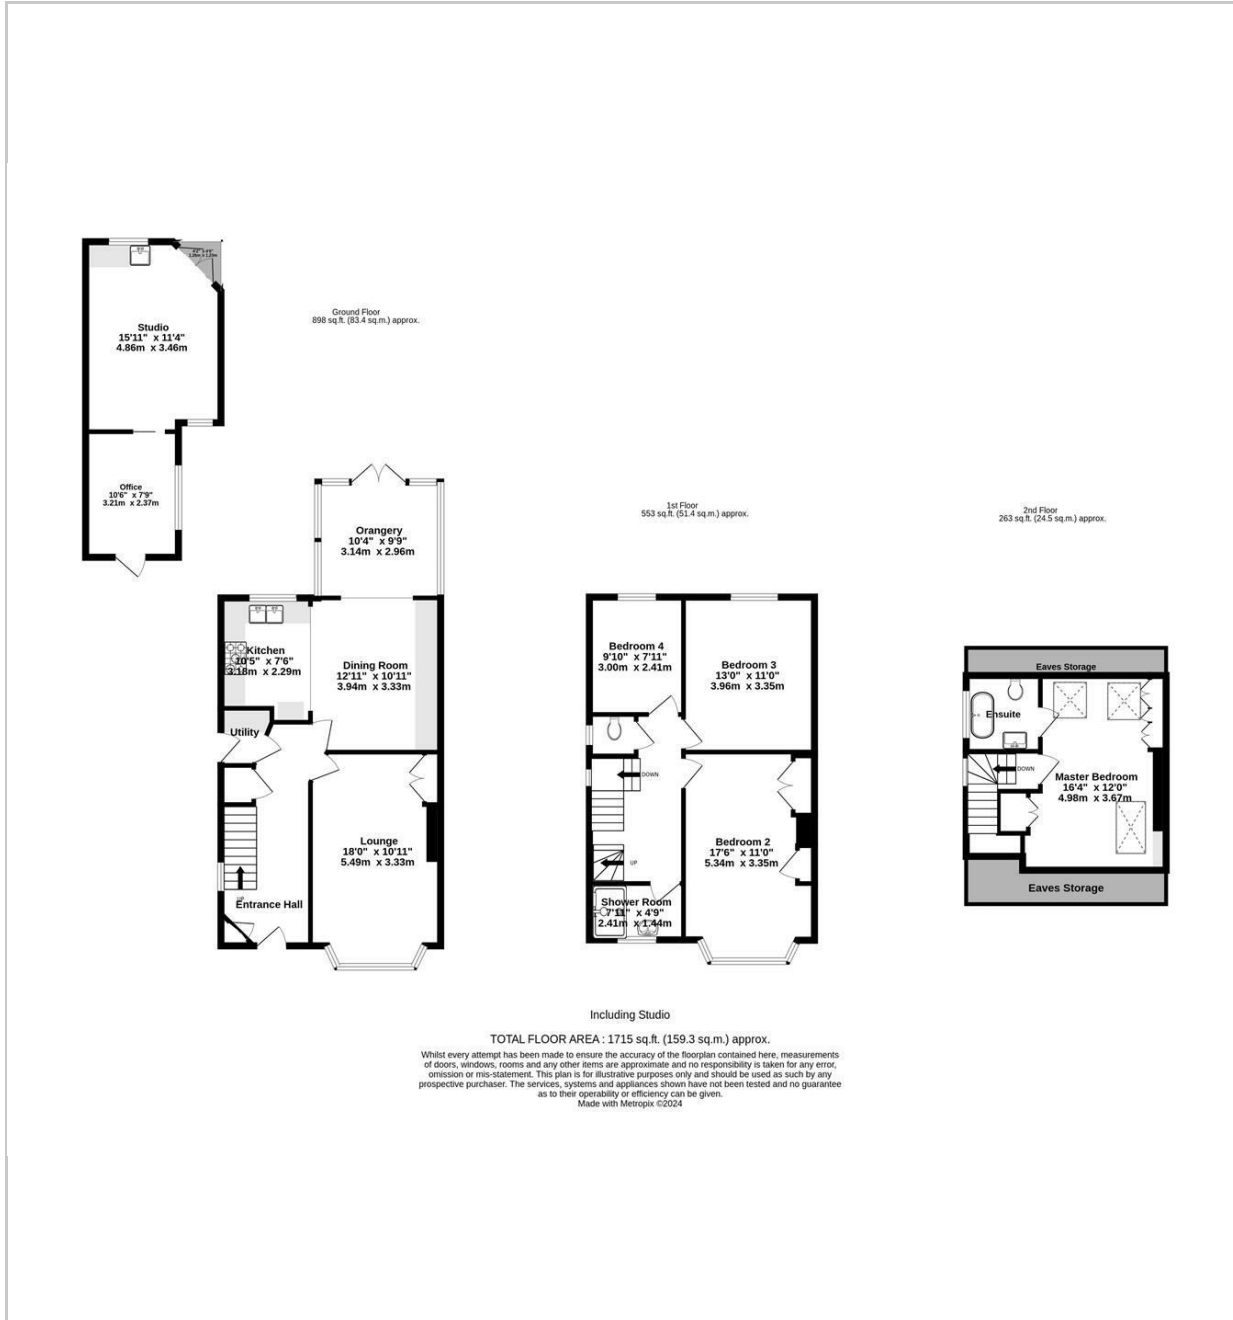 Ground Floor
898 sq.ft. (83.4 sq.m.) approx.
Studio
15'11" x 11'4"
4.86m x 3.46m
Office
10'6" x 7'9"
3.21m x 2.37m
Orangery
10'4" x 9'9"
3.14m x 2.96m
Kitchen
10'5" x 7'6"
3.18m x 2.29m
Dining Room
12'11" x 10'11"
3.94m x 3.33m
Utility
Lounge
18'0" x 10'11"
5.49m x 3.33m
UP
Entrance Hall
1st Floor
553 sq.ft. (51.4 sq.m.) approx.
Bedroom 4
9'10" x 7'11"
3.00m x 2.41m
Bedroom 3
13'0" x 11'0"
3.96m x 3.35m
DOWN
Bedroom 2
17'6" x 11'0"
5.34m x 3.35m
UP
Shower Room
7'11" x 4'9"
2.41m x 1.44m
2nd Floor
263 sq.ft. (24.5 sq.m.) approx.
Eaves Storage
Ensuite
DOWN
Master Bedroom
16'4" x 12'0"
4.98m x 3.67m
Eaves Storage
Including Studio
TOTAL FLOOR AREA : 1715 sq.ft. (159.3 sq.m.) approx.
Whilst every attempt has been made to ensure the accuracy of the floorplan contained here, measurements
of doors, windows, rooms and any other items are approximate and no responsibility is taken for any error,
omission or mis-statement. This plan is for illustrative purposes only and should be used as such by any
prospective purchaser. The services, systems and appliances shown have not been tested and no guarantee
as to their operability or efficiency can be given.
Made with Metropix ©2024